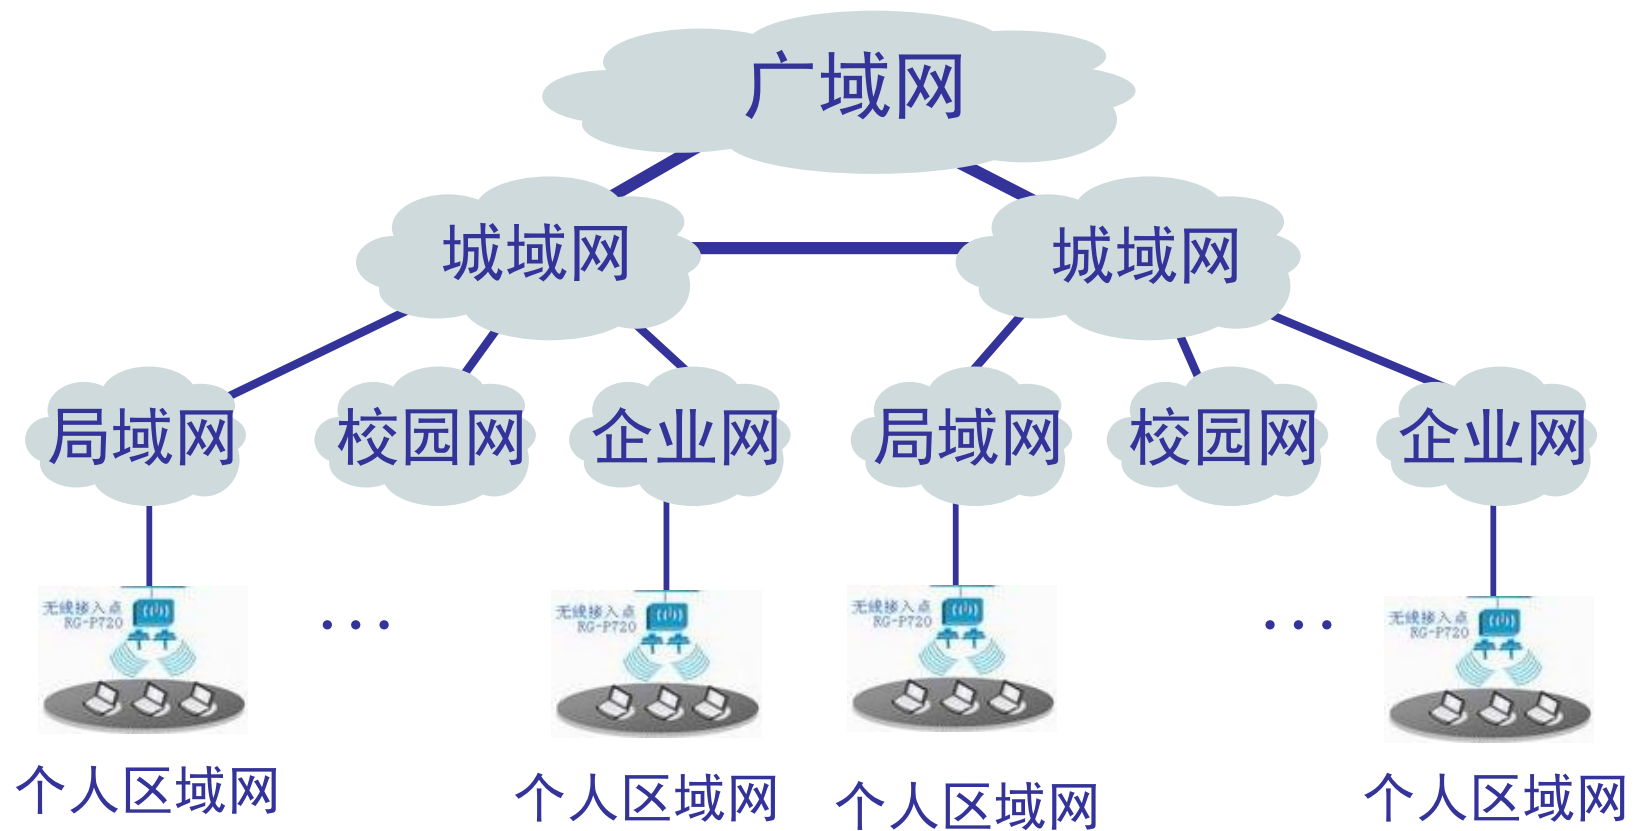 广域网
城域网
城域网
局域网
校园网
企业网
局域网
校园网
企业网
无线接入点
RG-P720
...
无线接入点
RG-P720
无线接入点
RG-P720
...
无线接入点
RG-P720
个人区域网
个人区域网
个人区域网
个人区域网